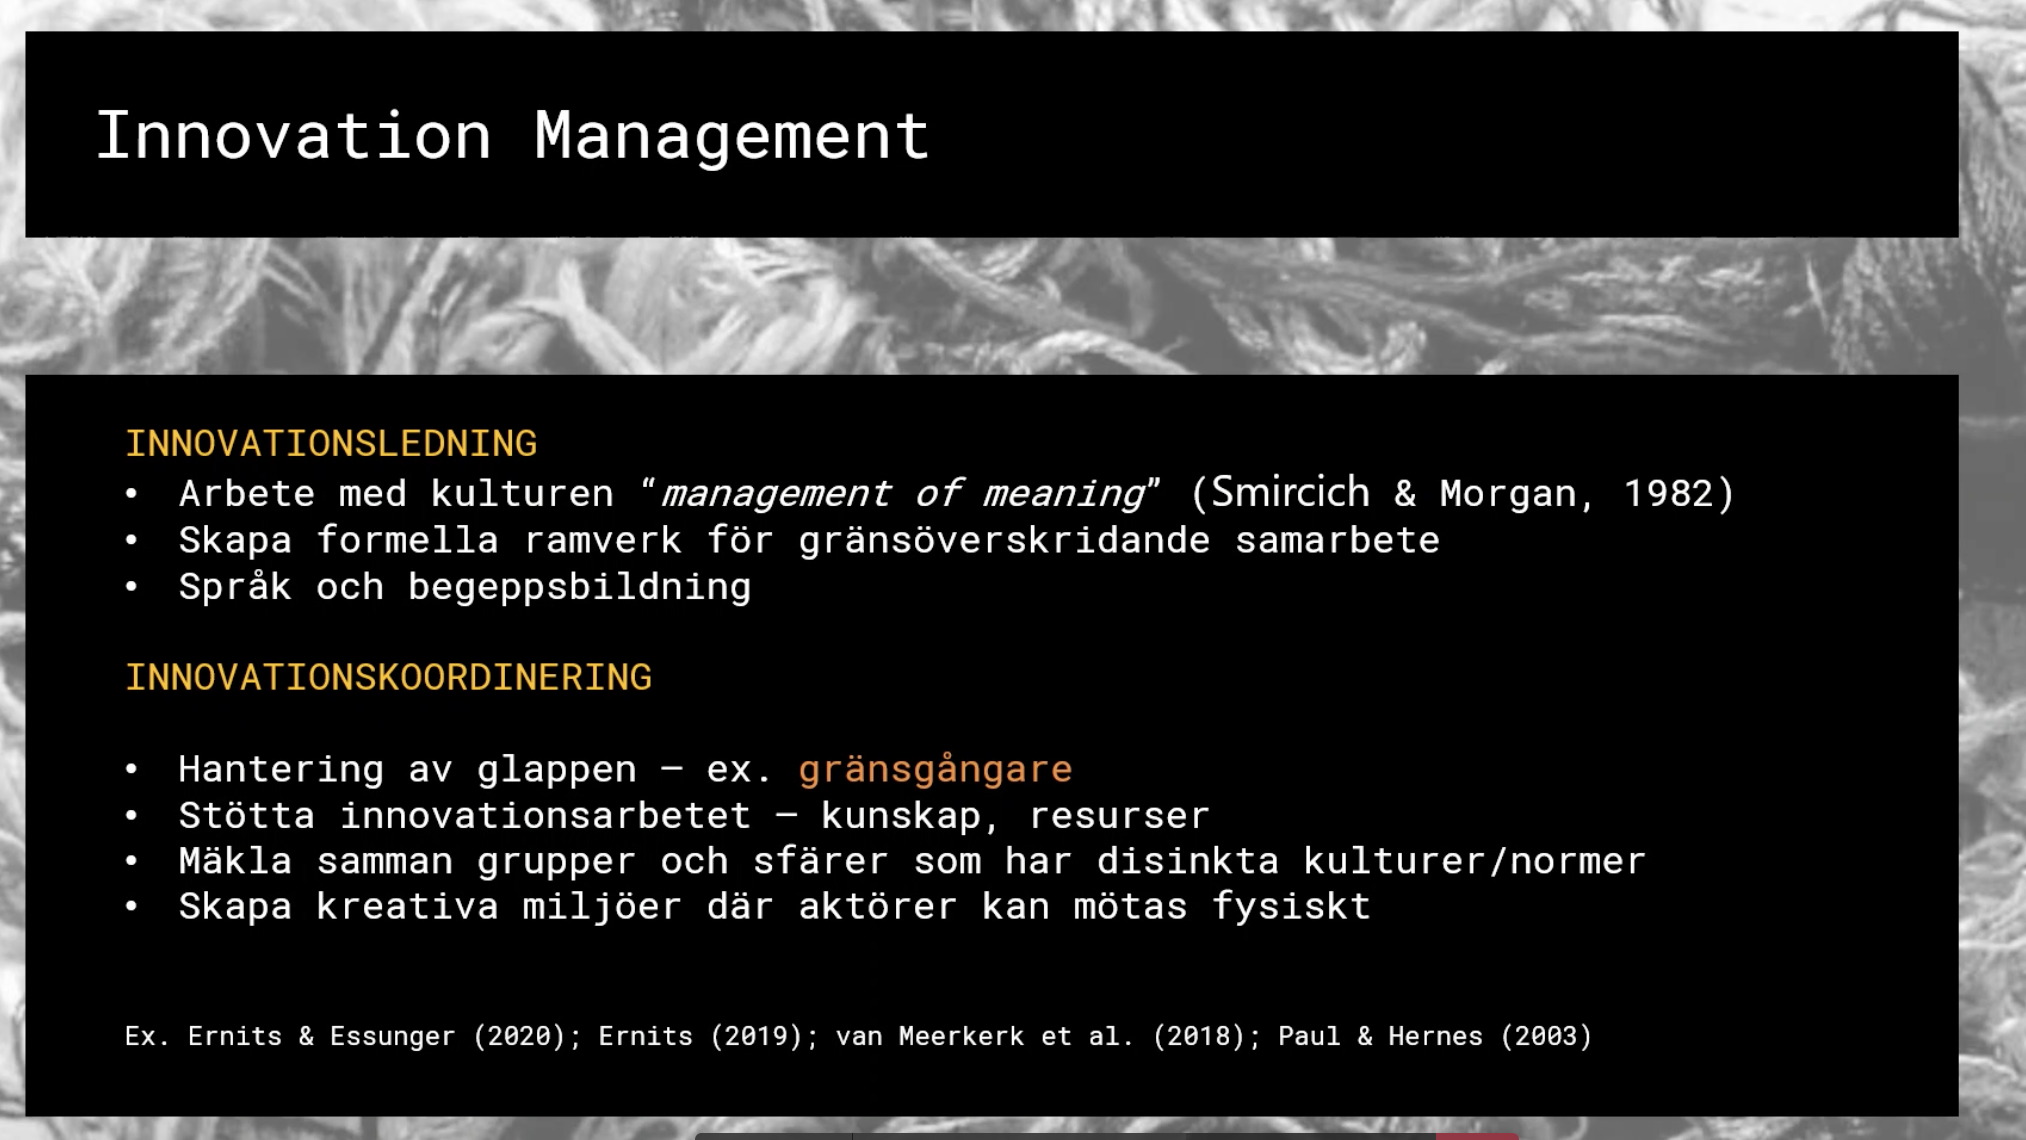 Innovation Management
INNOVATIONSLEDNING
• Arbete med kulturen “management of meaning” (Smircich & Morgan, 1982)
• Skapa formella ramverk för gränsöverskridande samarbete
• Språk och begeppsbildning
INNOVATIONSKOORDINERING
• Hantering av glappen – ex. gränsgångare
• Stötta innovationsarbetet – kunskap, resurser
• Mäkla samman grupper och sfärer som har disinkta kulturer/normer
• Skapa kreativa miljöer där aktörer kan mötas fysiskt
Ex. Ernits & Essunger (2020); Ernits (2019); van Meerkerk et al. (2018); Paul & Hernes (2003)